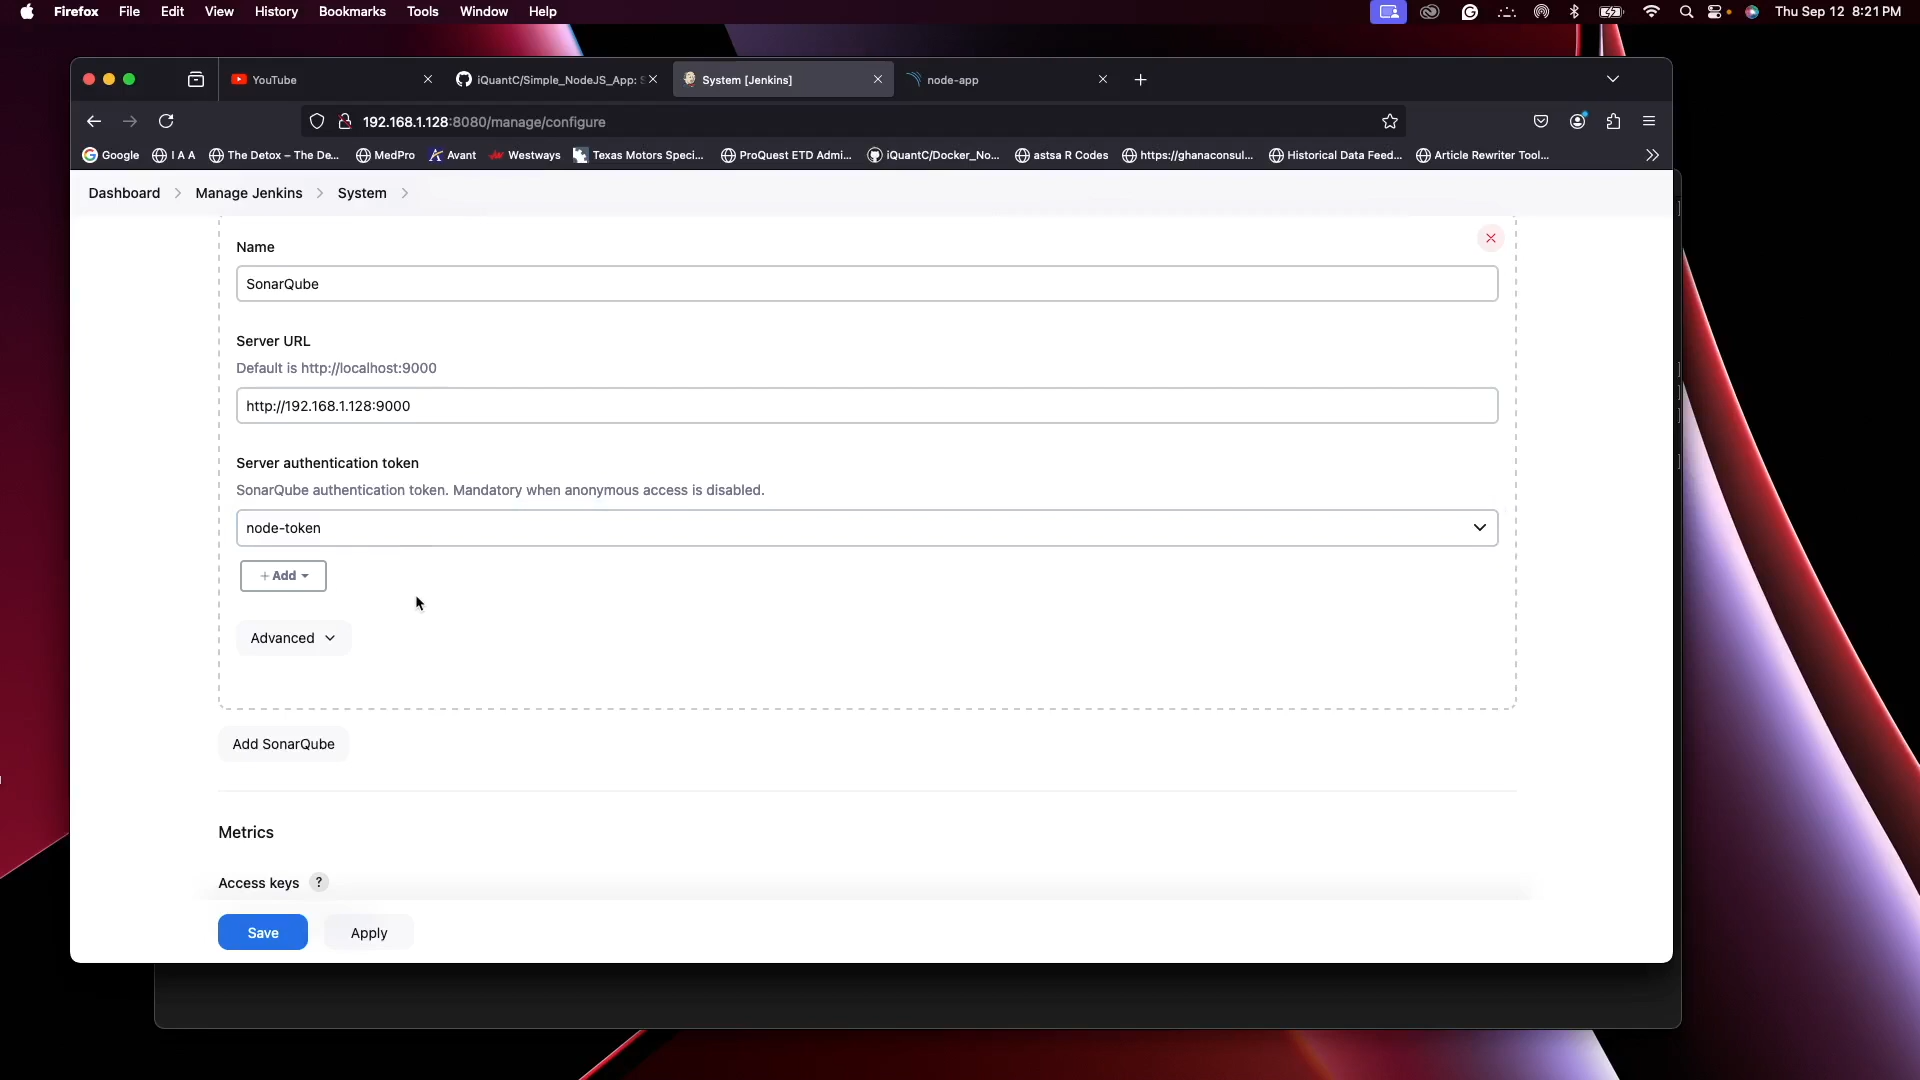 Firefox File Edit View History Bookmarks Tools Window Help Thu Sep 12 8:21 PM
YouTube iQuantC/Simple_NodeJS_App: S System [Jenkins] node-app
192.168.1.128:8080/manage/configure
Google I A A The Detox – The De... MedPro Avant Westways Texas Motors Speci... ProQuest ETD Admi... iQuantC/Docker_No... astsa R Codes https://ghanaconsul... Historical Data Feed... Article Rewriter Tool...
Dashboard Manage Jenkins System
Name
SonarQube
Server URL
Default is http://localhost:9000
http://192.168.1.128:9000
Server authentication token
SonarQube authentication token. Mandatory when anonymous access is disabled.
node-token
+ Add
Advanced
Add SonarQube
Metrics
Access keys ?
Save Apply